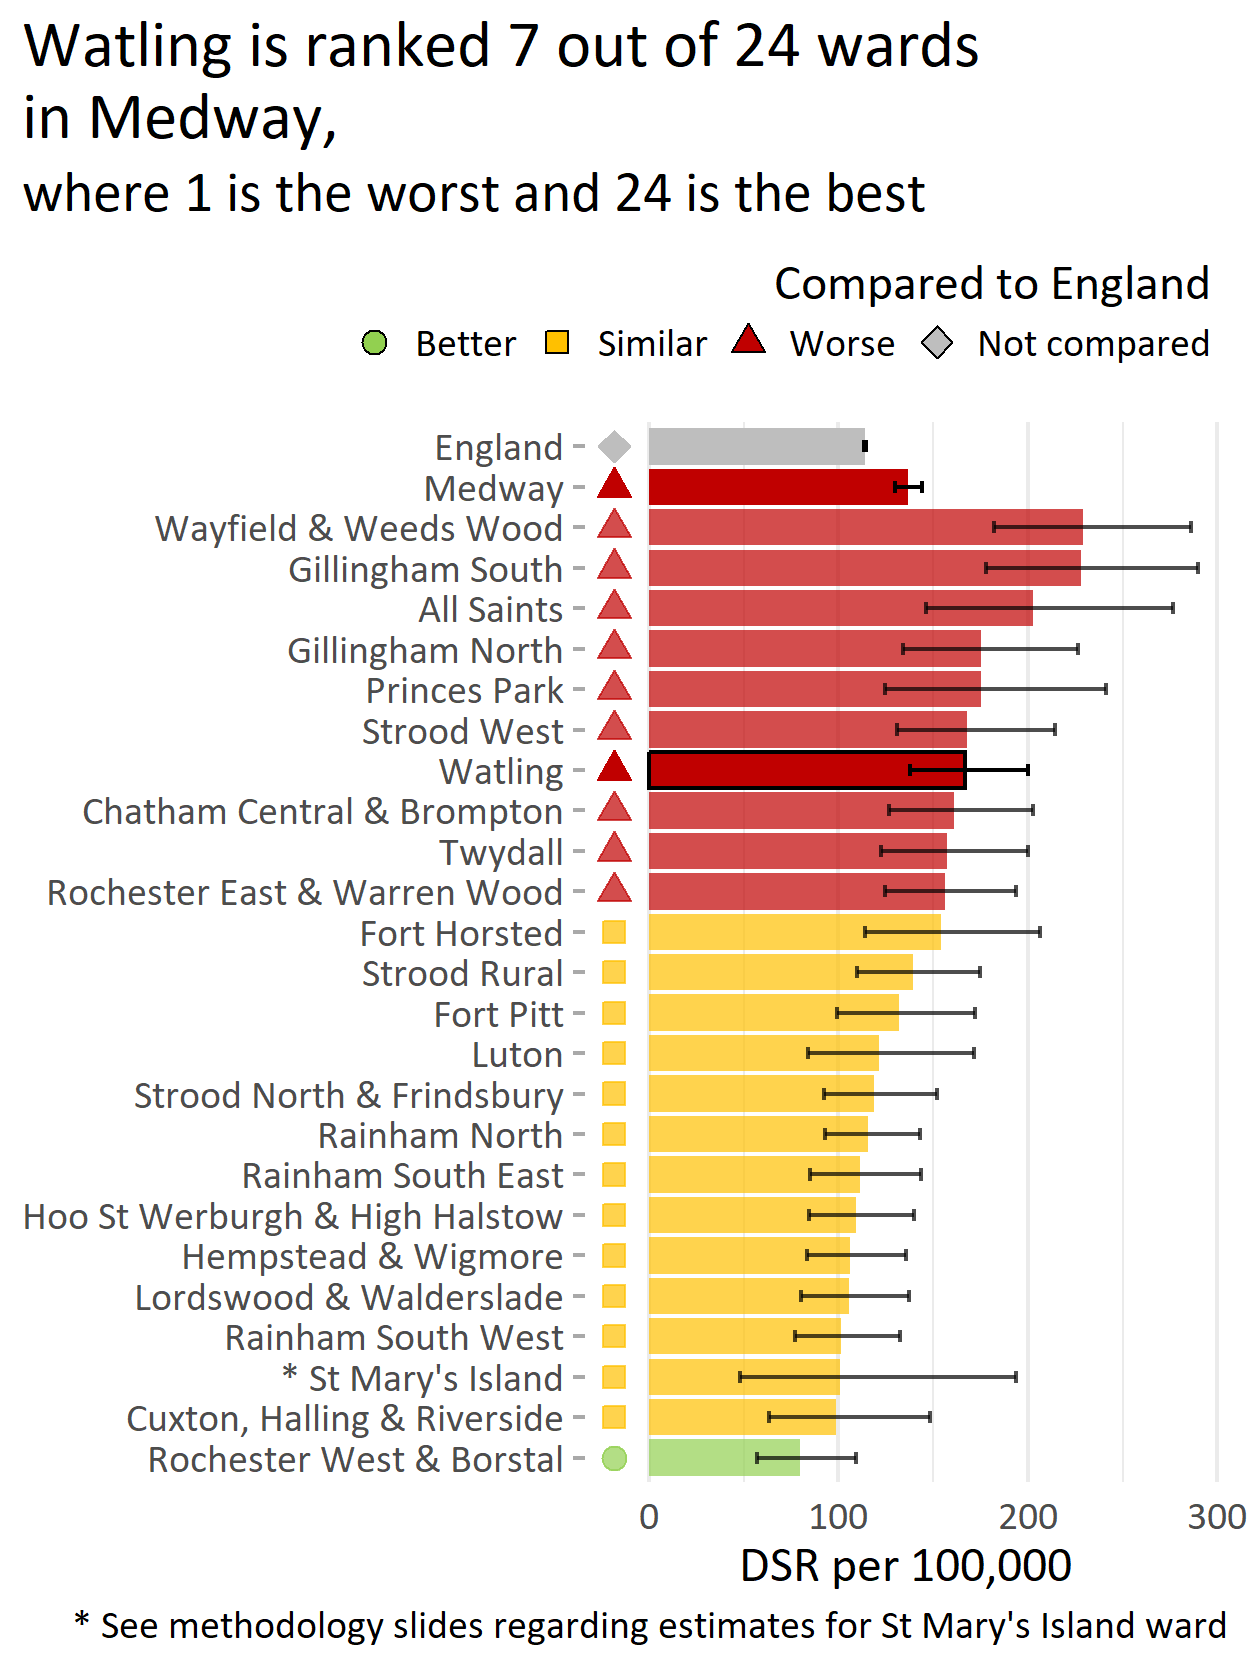 Watling is ranked 7 out of 24 wards
in Medway,
where 1 is the worst and 24 is the best
Compared to England
Better Similar Worse Not compared
England
Medway
Wayfield & Weeds Wood
Gillingham South
All Saints
Gillingham North
Princes Park
Strood West
Watling
Chatham Central & Brompton
Twydall
Rochester East & Warren Wood
Fort Horsted
Strood Rural
Fort Pitt
Luton
Strood North & Frindsbury
Rainham North
Rainham South East
Hoo St Werburgh & High Halstow
Hempstead & Wigmore
Lordswood & Walderslade
Rainham South West
* St Mary's Island
Cuxton, Halling & Riverside
Rochester West & Borstal
0 100 200 300
DSR per 100,000
* See methodology slides regarding estimates for St Mary's Island ward